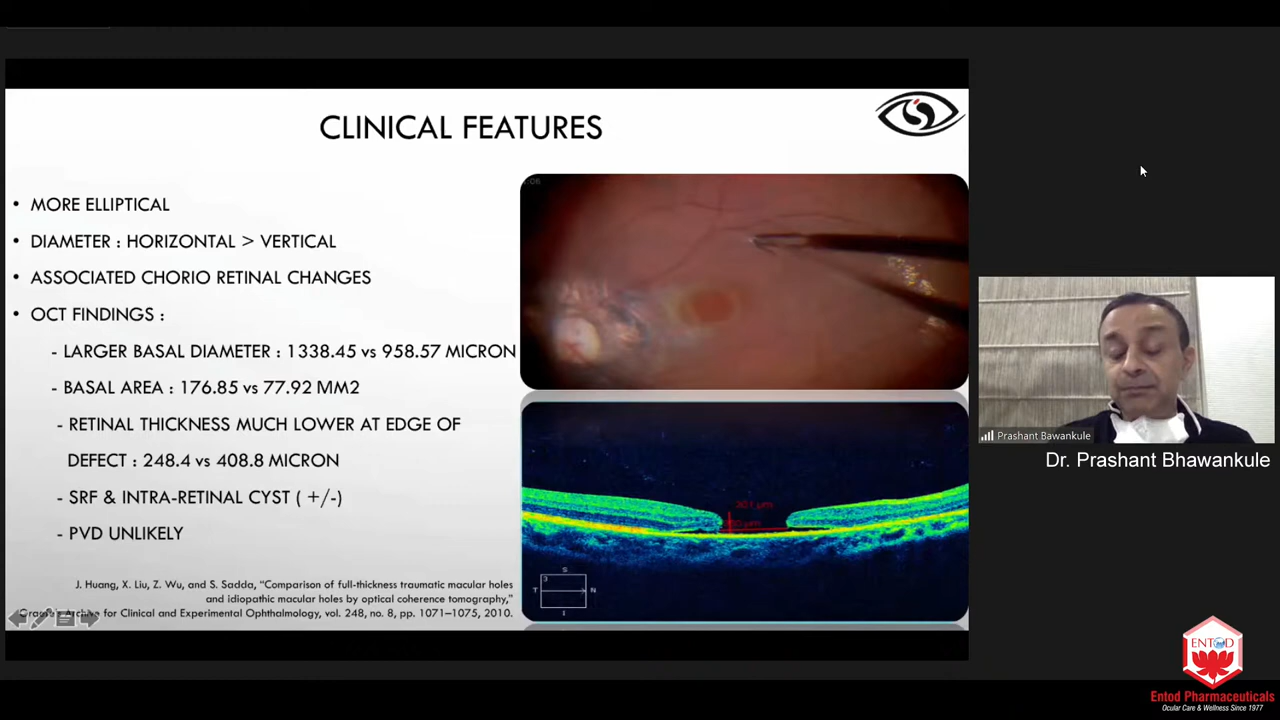 CLINICAL FEATURES
• MORE ELLIPTICAL
• DIAMETER : HORIZONTAL > VERTICAL
• ASSOCIATED CHORIO RETINAL CHANGES
• OCT FINDINGS :
- LARGER BASAL DIAMETER : 1338.45 vs 958.57 MICRON
- BASAL AREA : 176.85 vs 77.92 MM2
- RETINAL THICKNESS MUCH LOWER AT EDGE OF
DEFECT : 248.4 vs 408.8 MICRON
- SRF & INTRA-RETINAL CYST ( +/-)
- PVD UNLIKELY
J. Huang, X. Liu, Z. Wu, and S. Sadda, "Comparison of full-thickness traumatic macular holes
and idiopathic macular holes by optical coherence tomography,"
for Clinical and Experimental Ophthalmology, vol. 248, no. 8, pp. 1071–1075, 2010.
S
3
T N
I
Prashant Bawankule
Dr. Prashant Bhawankule
ENTOD
Entod Pharmaceuticals
Ocular Care & Wellness Since 1977